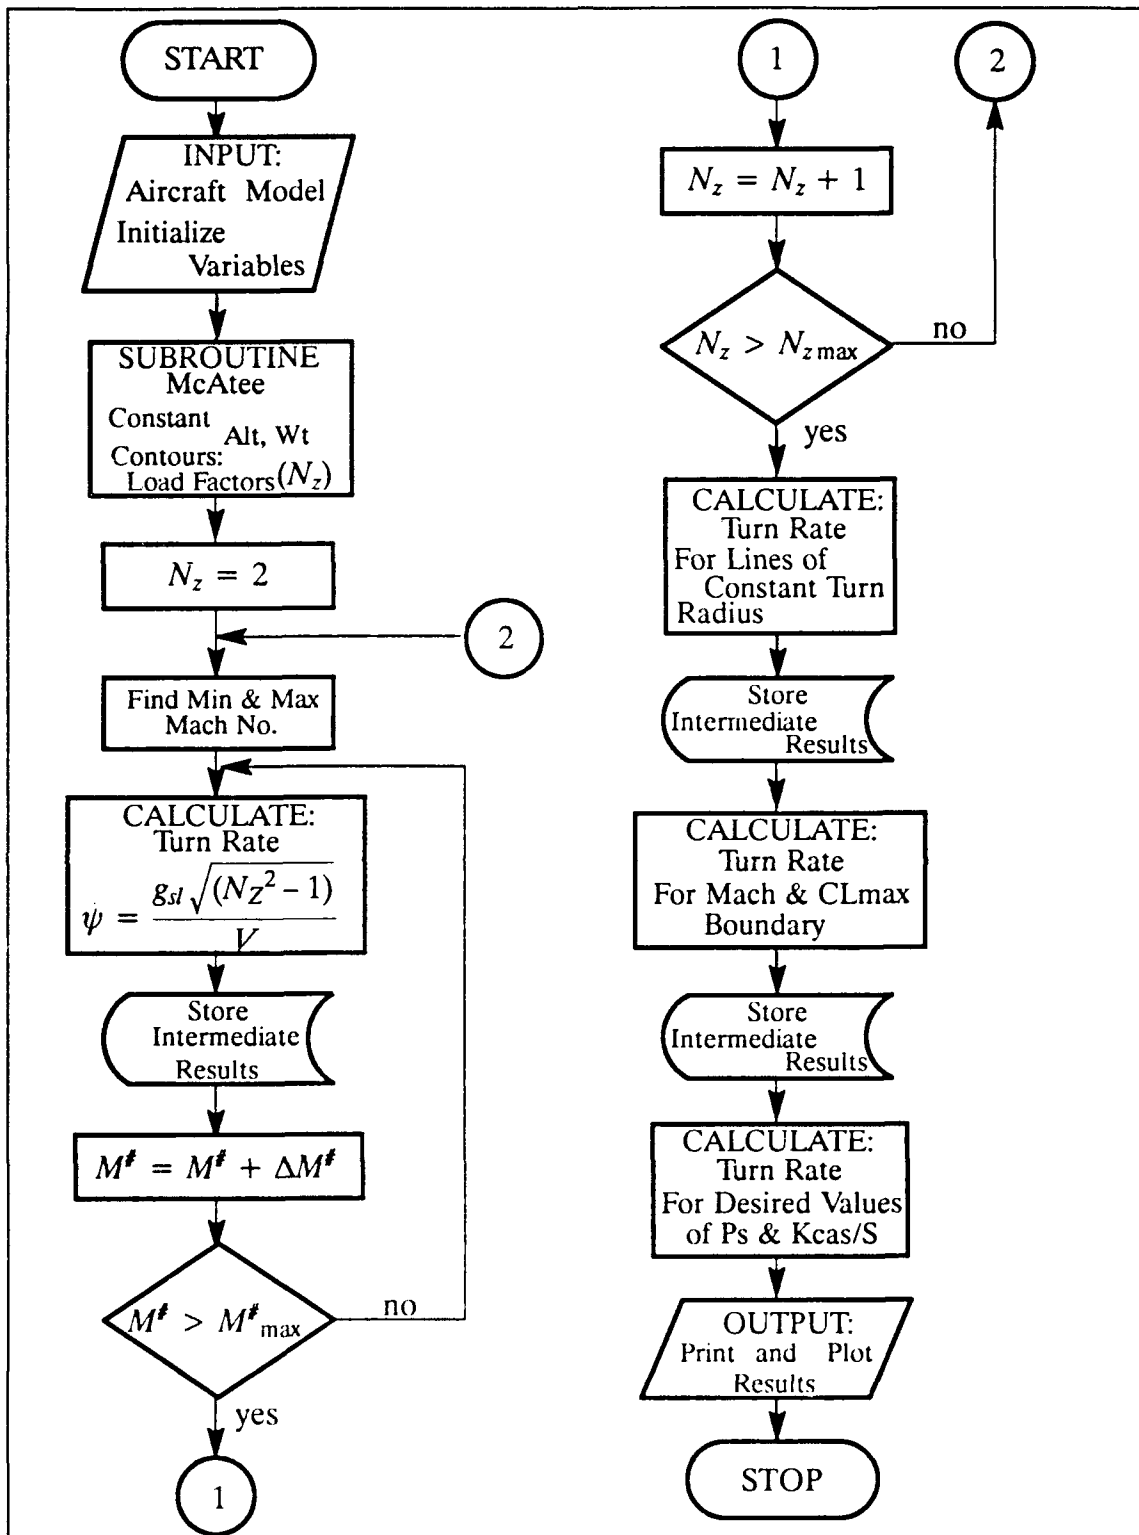 START
INPUT:
Aircraft Model
Initialize
Variables
SUBROUTINE
McAtee
Constant
Alt, Wt
Contours:
Load Factors (N_z)
N_z = 2
2
Find Min & Max
Mach No.
CALCULATE:
Turn Rate
ψ = g_sl √(N_Z² − 1) / V
Store
Intermediate
Results
M# = M# + ΔM#
M# > M#max
no
yes
1
1
2
N_z = N_z + 1
N_z > N_z max
no
yes
CALCULATE:
Turn Rate
For Lines of
Constant Turn
Radius
Store
Intermediate
Results
CALCULATE:
Turn Rate
For Mach & CLmax
Boundary
Store
Intermediate
Results
CALCULATE:
Turn Rate
For Desired Values
of Ps & Kcas/S
OUTPUT:
Print and Plot
Results
STOP